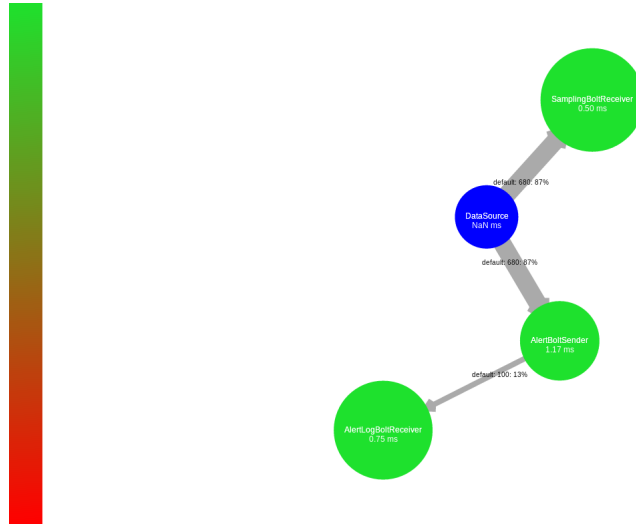 SamplingBoltReceiver
0.50 ms
default: 680: 87%
DataSource
NaN ms
default: 680: 87%
AlertBoltSender
1.17 ms
default: 100: 13%
AlertLogBoltReceiver
0.75 ms